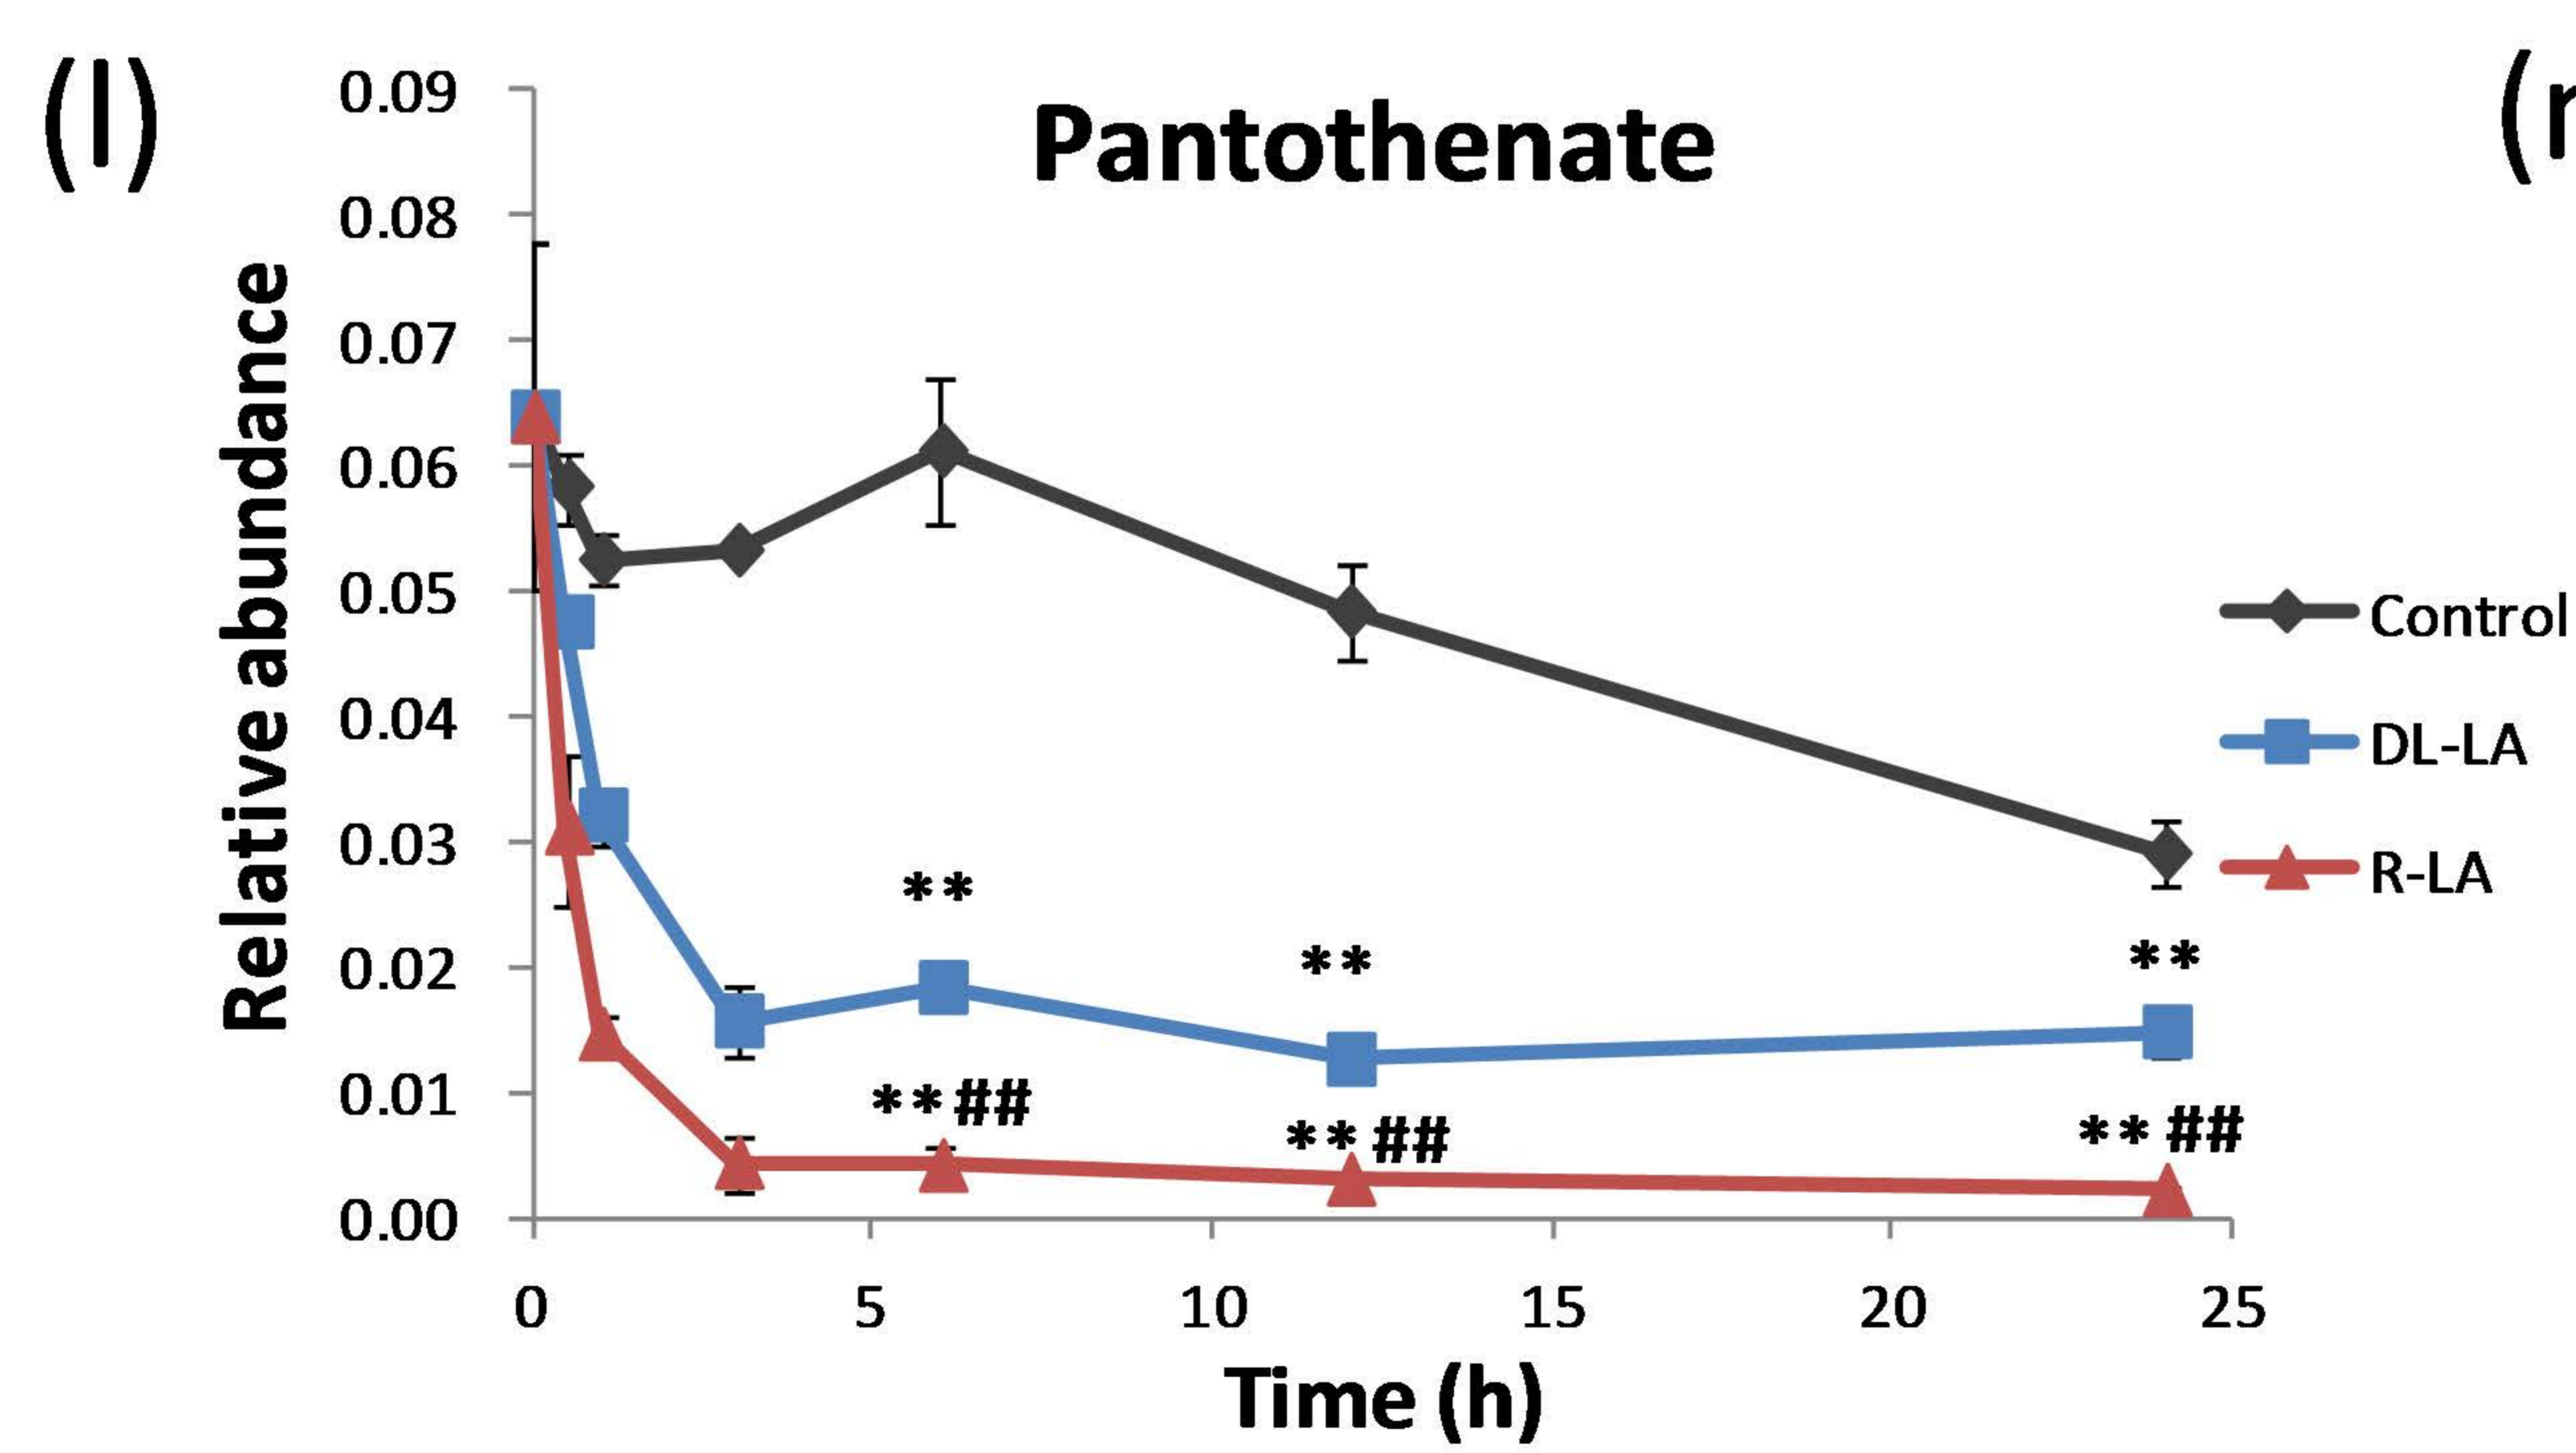 (l)
Pantothenate
Relative abundance
0.09
0.08
0.07
0.06
0.05
0.04
0.03
0.02
0.01
0.00
Control
DL-LA
R-LA
**
**
**
**##
**##
** ##
0 5 10 15 20 25
Time (h)